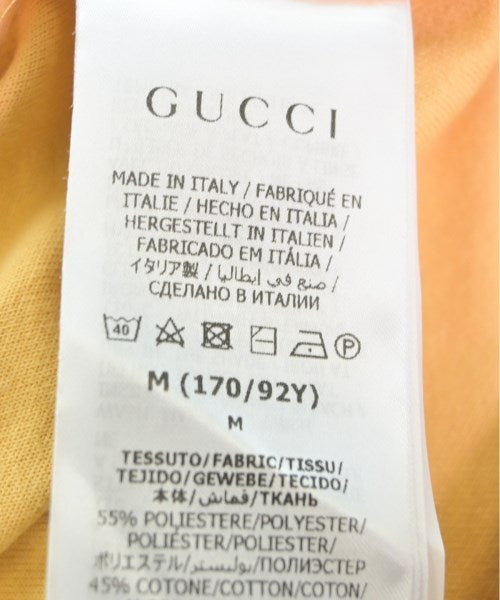 GUCCI
MADE IN ITALY / FABRIQUÉ EN
ITALIE / HECHO EN ITALIA /
HERGESTELLT IN ITALIEN /
FABRICADO EM ITÁLIA /
イタリア製 / صنع في إيطاليا /
СДЕЛАНО В ИТАЛИИ
40 P
M (170/92Y)
M
TESSUTO/FABRIC/TISSU/
TEJIDO/GEWEBE/TECIDO/
本体/قماش/ТКАНЬ
55% POLIESTERE/POLYESTER/
POLIÉSTER/POLIESTER/
ポリエステル/بوليستر/ПОЛИЭСТЕР
45% COTONE/COTTON/COTON/